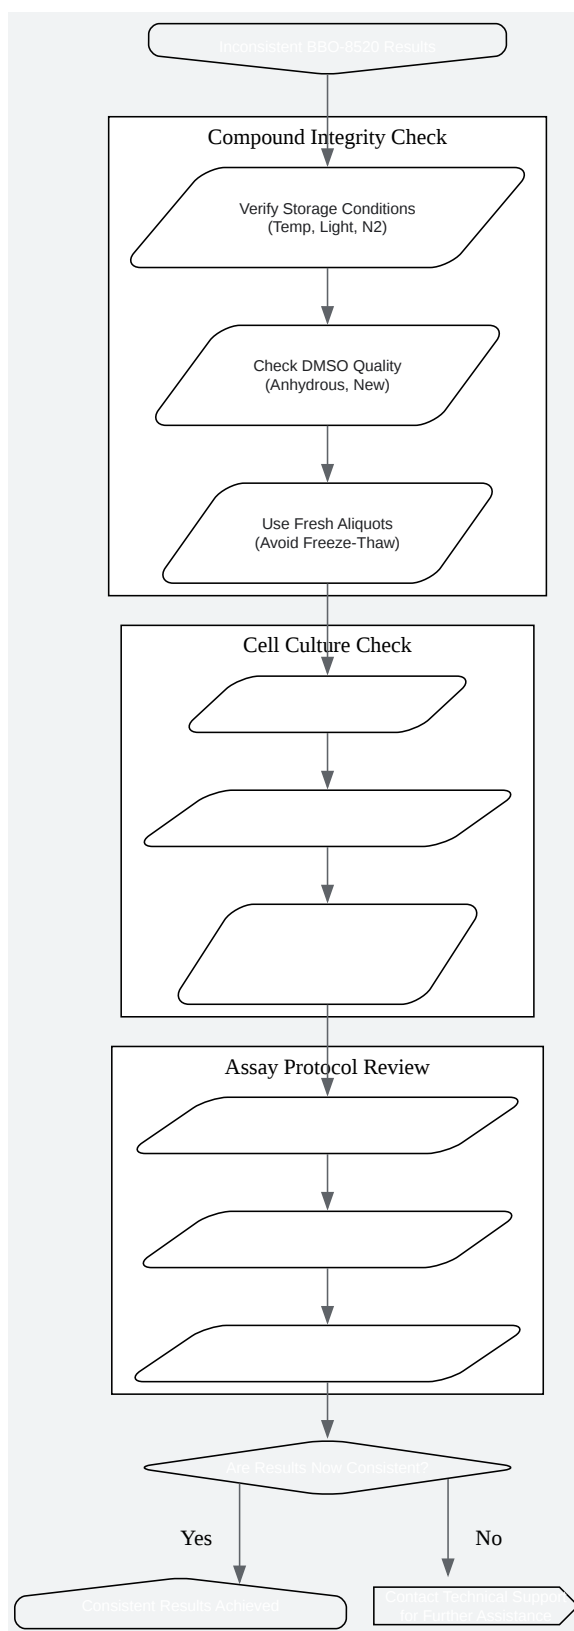 Inconsistent BBO-8520 Results
Compound Integrity Check
Verify Storage Conditions
(Temp, Light, N2)
Check DMSO Quality
(Anhydrous, New)
Use Fresh Aliquots
(Avoid Freeze-Thaw)
Cell Culture Check
Assay Protocol Review
Are Results Now Consistent?
Yes
No
Consistent Results Achieved
Contact Technical Support
for Further Assistance